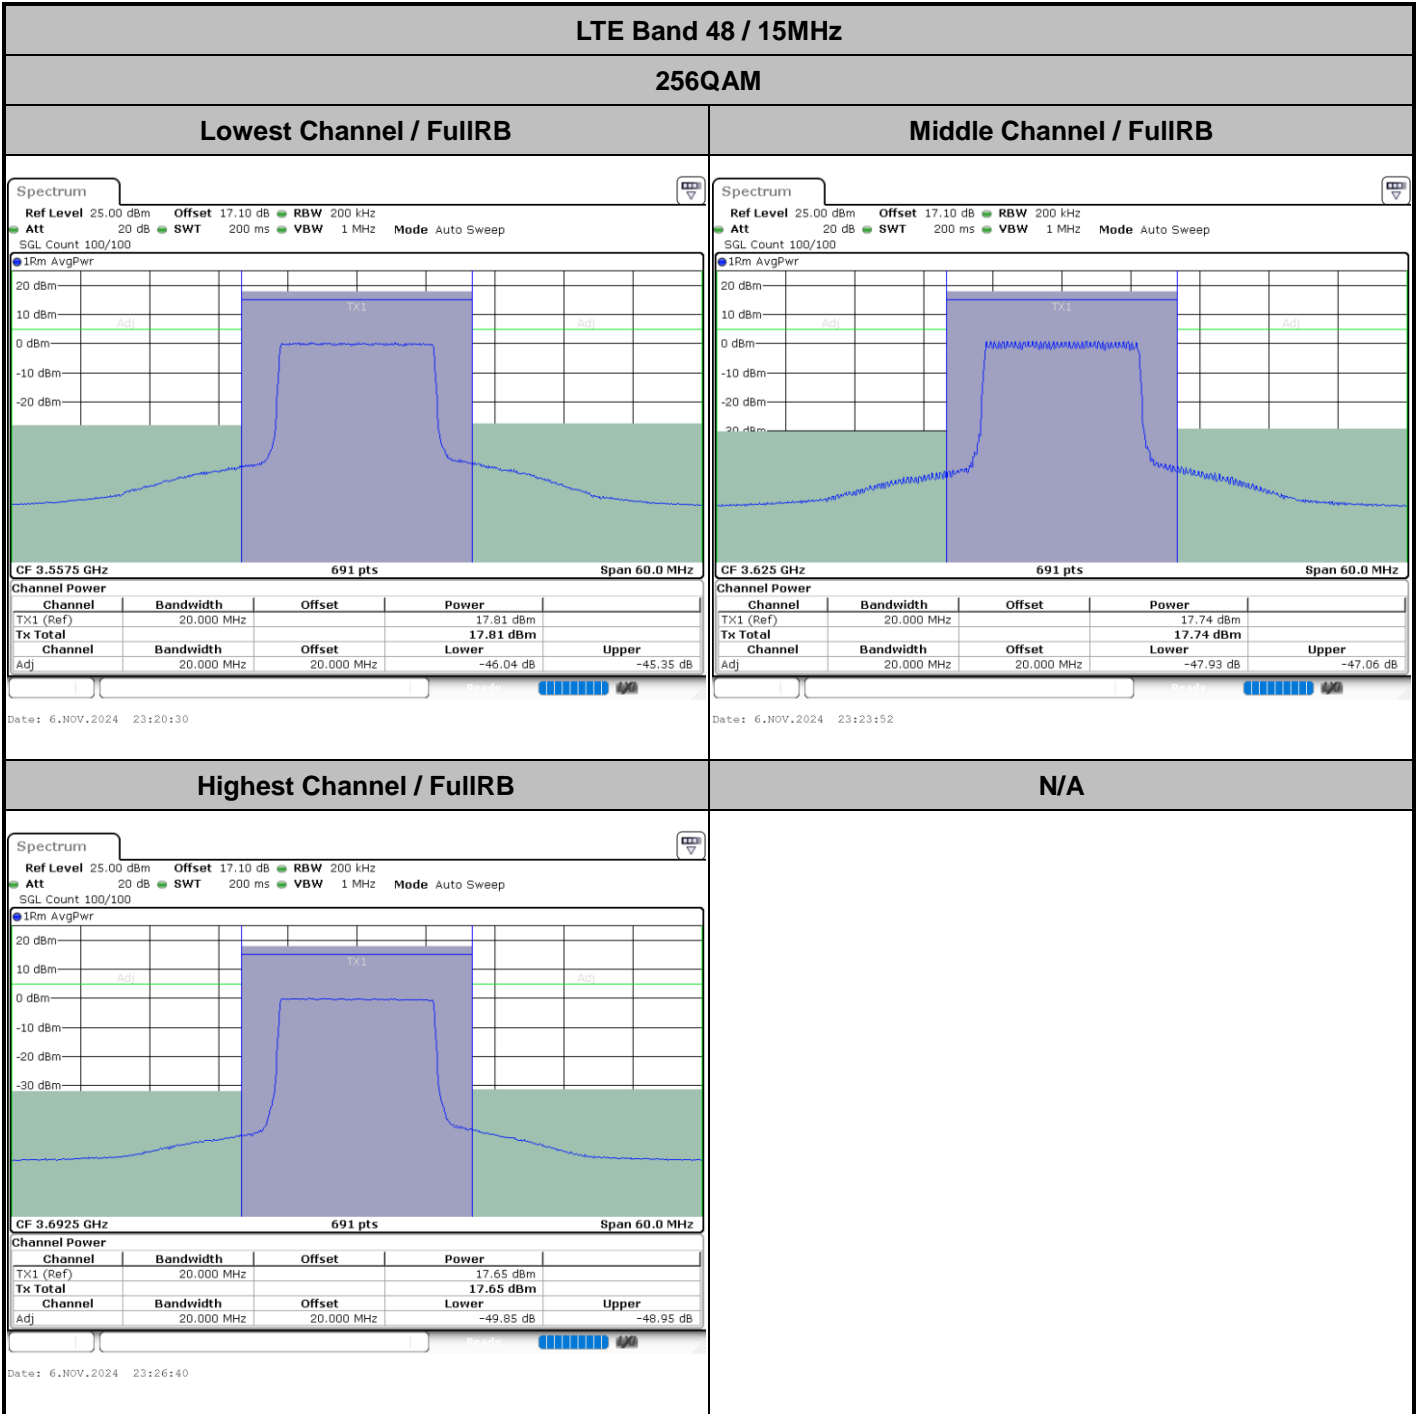 LTE Band 48 / 15MHz
256QAM
Lowest Channel / FullRB
Middle Channel / FullRB
Spectrum
Ref Level 25.00 dBm Offset 17.10 dB RBW 200 kHz
Att 20 dB SWT 200 ms VBW 1 MHz Mode Auto Sweep
SGL Count 100/100
1Rm AvgPwr
20 dBm
TX1
10 dBm
Adj Adj
0 dBm
-10 dBm
-20 dBm
CF 3.5575 GHz 691 pts Span 60.0 MHz
Channel Power
Channel Bandwidth Offset Power
TX1 (Ref) 20.000 MHz 17.81 dBm
Tx Total 17.81 dBm
Channel Bandwidth Offset Lower Upper
Adj 20.000 MHz 20.000 MHz -46.04 dB -45.35 dB
Ready
Date: 6.NOV.2024 23:20:30
Spectrum
Ref Level 25.00 dBm Offset 17.10 dB RBW 200 kHz
Att 20 dB SWT 200 ms VBW 1 MHz Mode Auto Sweep
SGL Count 100/100
1Rm AvgPwr
20 dBm
TX1
10 dBm
Adj Adj
0 dBm
-10 dBm
-20 dBm
-30 dBm
CF 3.625 GHz 691 pts Span 60.0 MHz
Channel Power
Channel Bandwidth Offset Power
TX1 (Ref) 20.000 MHz 17.74 dBm
Tx Total 17.74 dBm
Channel Bandwidth Offset Lower Upper
Adj 20.000 MHz 20.000 MHz -47.93 dB -47.06 dB
Ready
Date: 6.NOV.2024 23:23:52
Highest Channel / FullRB
N/A
Spectrum
Ref Level 25.00 dBm Offset 17.10 dB RBW 200 kHz
Att 20 dB SWT 200 ms VBW 1 MHz Mode Auto Sweep
SGL Count 100/100
1Rm AvgPwr
20 dBm
TX1
10 dBm
Adj Adj
0 dBm
-10 dBm
-20 dBm
-30 dBm
CF 3.6925 GHz 691 pts Span 60.0 MHz
Channel Power
Channel Bandwidth Offset Power
TX1 (Ref) 20.000 MHz 17.65 dBm
Tx Total 17.65 dBm
Channel Bandwidth Offset Lower Upper
Adj 20.000 MHz 20.000 MHz -49.85 dB -48.95 dB
Ready
Date: 6.NOV.2024 23:26:40